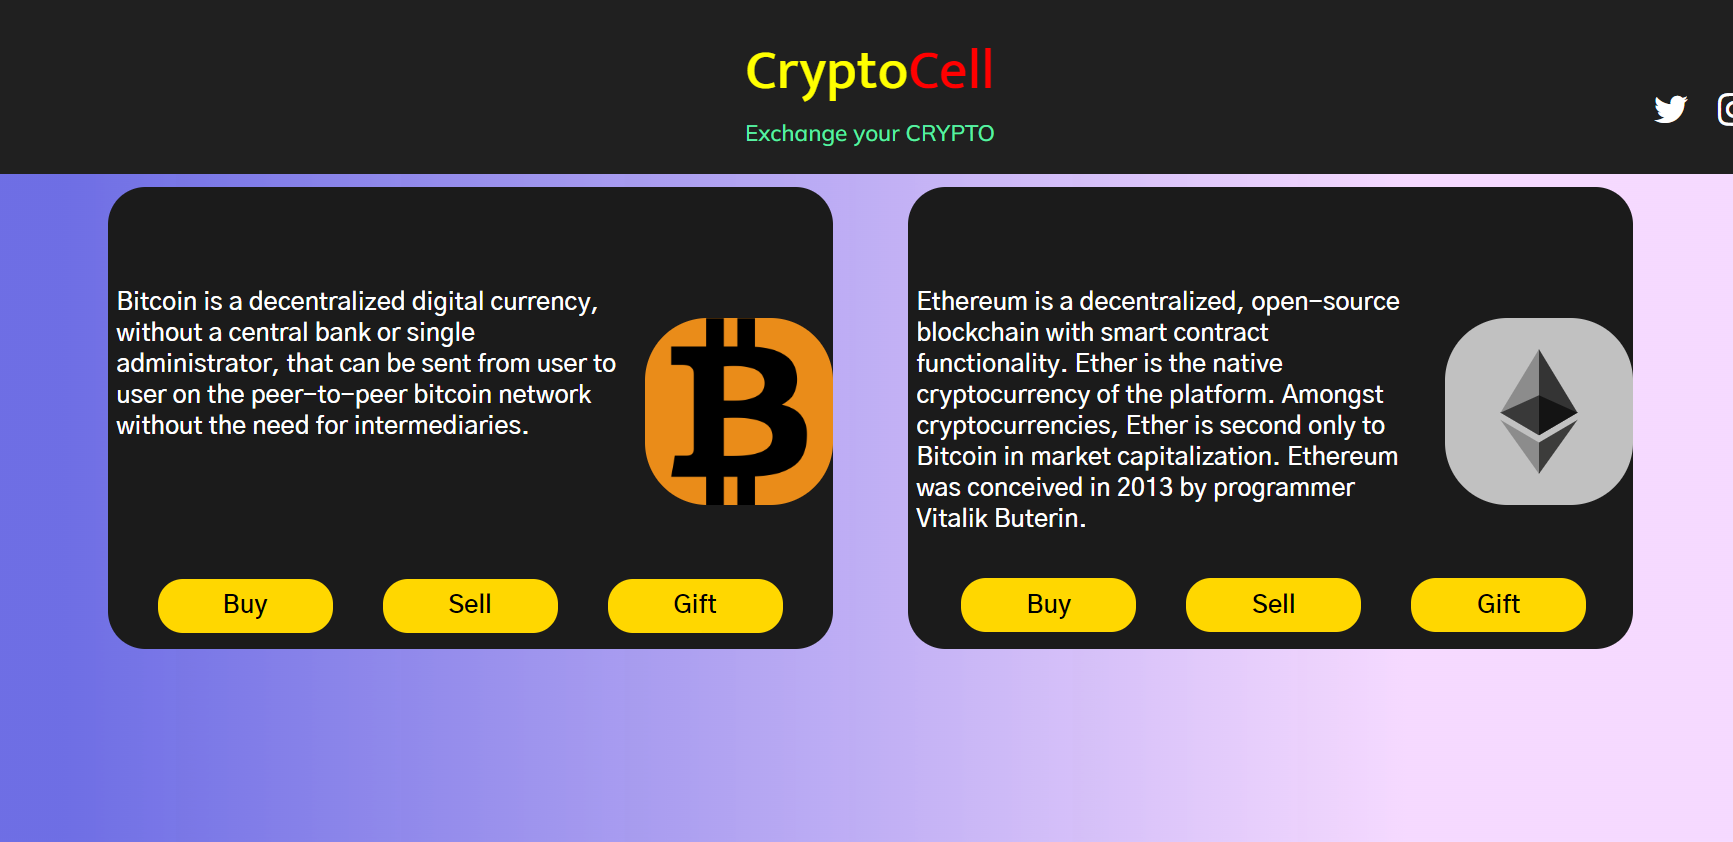 CryptoCell
Exchange your CRYPTO
Bitcoin is a decentralized digital currency,
without a central bank or single
administrator, that can be sent from user to
user on the peer-to-peer bitcoin network
without the need for intermediaries.
Buy
Sell
Gift
Ethereum is a decentralized, open-source
blockchain with smart contract
functionality. Ether is the native
cryptocurrency of the platform. Amongst
cryptocurrencies, Ether is second only to
Bitcoin in market capitalization. Ethereum
was conceived in 2013 by programmer
Vitalik Buterin.
Buy
Sell
Gift